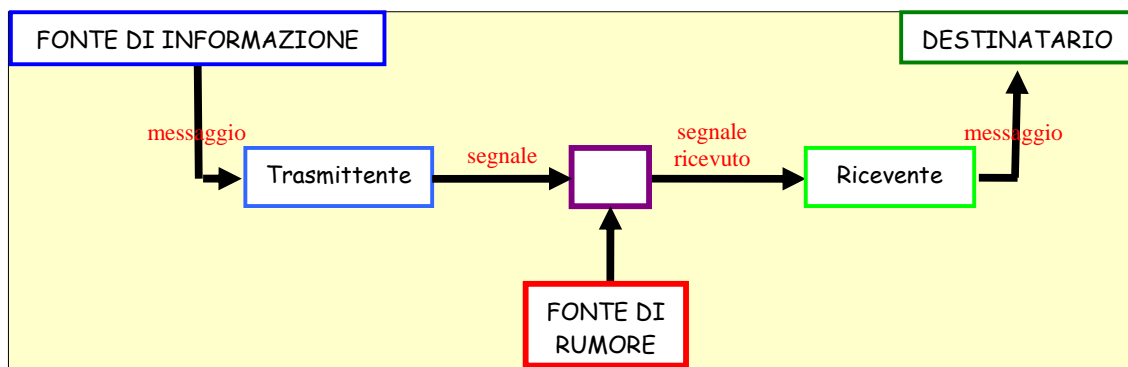 FONTE DI INFORMAZIONE
DESTINATARIO
messaggio
segnale
segnale
ricevuto
messaggio
Trasmittente
Ricevente
FONTE DI
RUMORE